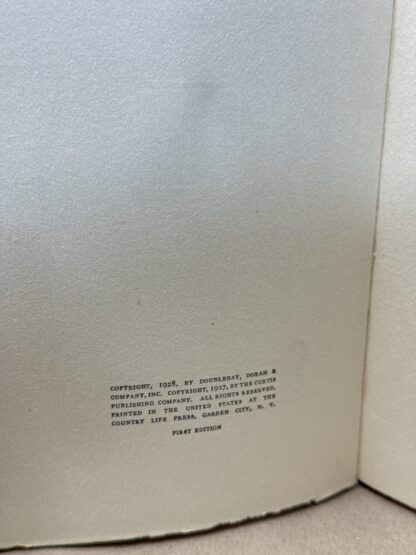 COPYRIGHT, 1928, BY DOUBLEDAY, DORAN &
COMPANY, INC. COPYRIGHT, 1927, BY THE CURTIS
PUBLISHING COMPANY. ALL RIGHTS RESERVED.
PRINTED IN THE UNITED STATES AT THE
COUNTRY LIFE PRESS, GARDEN CITY, N. Y.
FIRST EDITION